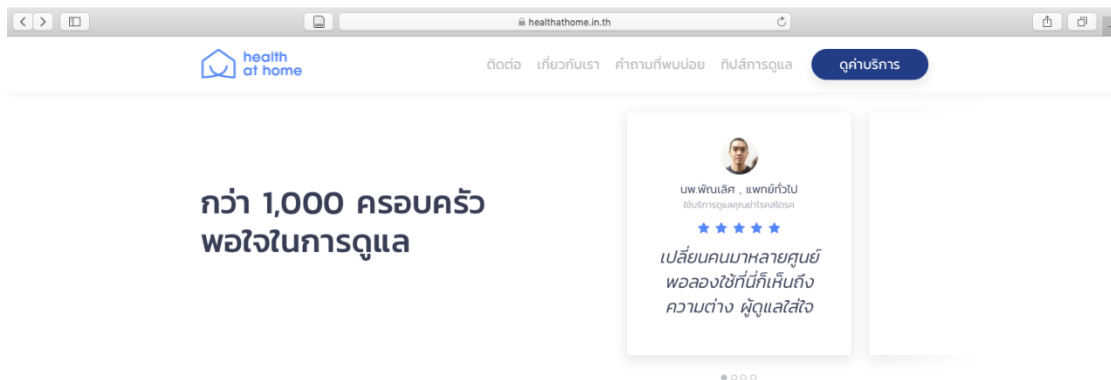 healthathome.in.th
health
at home
ติดต่อ เกี่ยวกับเรา คำถามที่พบบ่อย ทิปส์การดูแล ดูค่าบริการ
กว่า 1,000 ครอบครัว
พอใจในการดูแล
นพ.พัฒเลิศ , แพทย์ทั่วไป
ใช้บริการดูแลคุณย่าโรคสโตรค
เปลี่ยนคนมาหลายศูนย์
พอลองใช้ที่นี่ก็เห็นถึง
ความต่าง ผู้ดูแลใส่ใจ